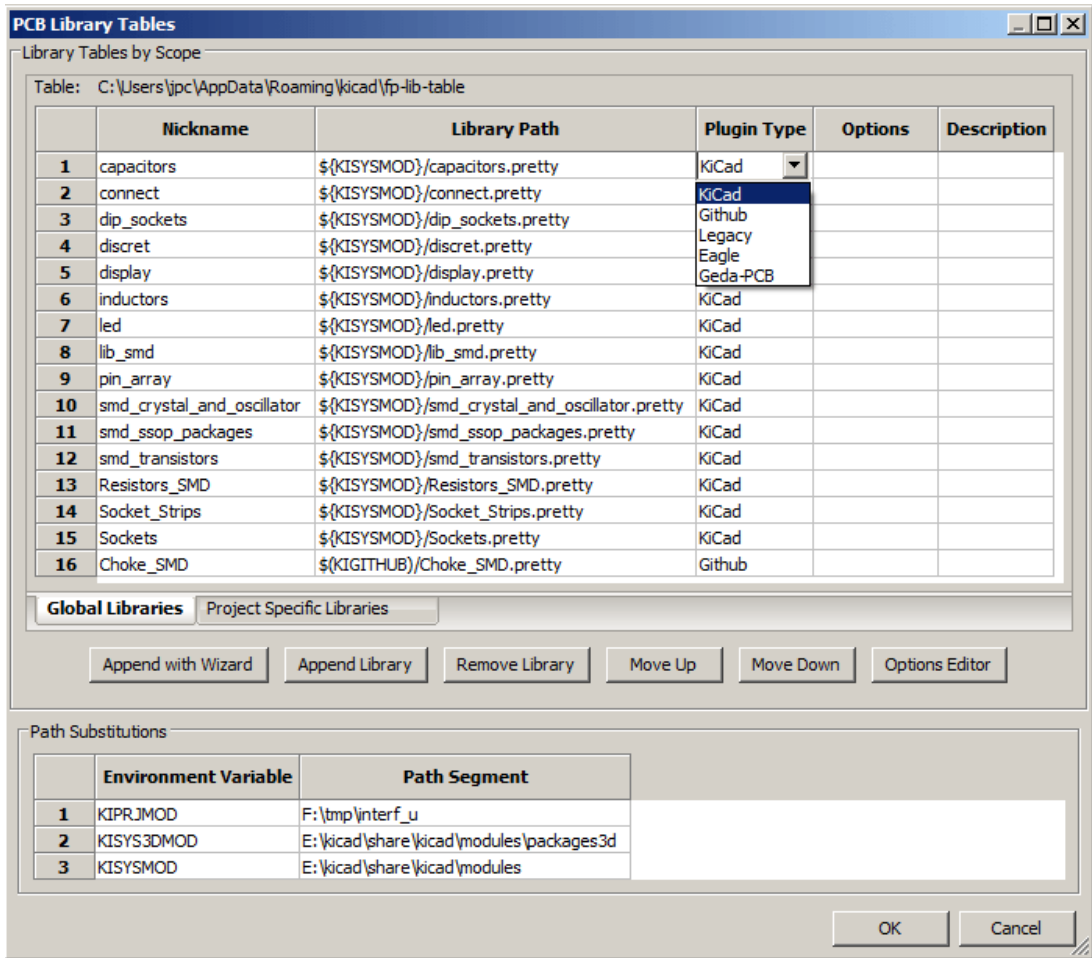 PCB Library Tables
Library Tables by Scope
Table: C:\Users\jpc\AppData\Roaming\kicad\fp-lib-table
Nickname Library Path Plugin Type Options Description
1 capacitors ${KISYSMOD}/capacitors.pretty KiCad
2 connect ${KISYSMOD}/connect.pretty KiCad
3 dip_sockets ${KISYSMOD}/dip_sockets.pretty Github
4 discret ${KISYSMOD}/discret.pretty Legacy
5 display ${KISYSMOD}/display.pretty Eagle
Geda-PCB
6 inductors ${KISYSMOD}/inductors.pretty KiCad
7 led ${KISYSMOD}/led.pretty KiCad
8 lib_smd ${KISYSMOD}/lib_smd.pretty KiCad
9 pin_array ${KISYSMOD}/pin_array.pretty KiCad
10 smd_crystal_and_oscillator ${KISYSMOD}/smd_crystal_and_oscillator.pretty KiCad
11 smd_ssop_packages ${KISYSMOD}/smd_ssop_packages.pretty KiCad
12 smd_transistors ${KISYSMOD}/smd_transistors.pretty KiCad
13 Resistors_SMD ${KISYSMOD}/Resistors_SMD.pretty KiCad
14 Socket_Strips ${KISYSMOD}/Socket_Strips.pretty KiCad
15 Sockets ${KISYSMOD}/Sockets.pretty KiCad
16 Choke_SMD $(KIGITHUB)/Choke_SMD.pretty Github
Global Libraries Project Specific Libraries
Append with Wizard Append Library Remove Library Move Up Move Down Options Editor
Path Substitutions
Environment Variable Path Segment
1 KIPRJMOD F:\tmp\interf_u
2 KISYS3DMOD E:\kicad\share\kicad\modules\packages3d
3 KISYSMOD E:\kicad\share\kicad\modules
OK Cancel